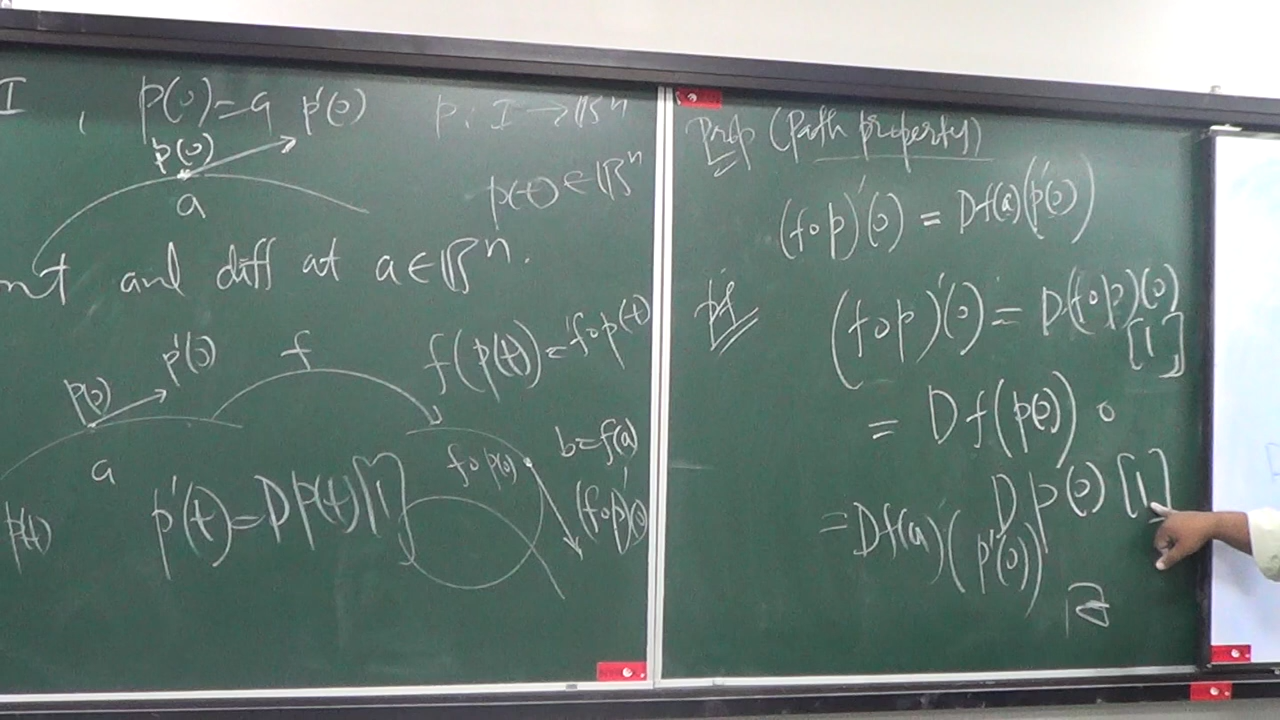 I , p(0)=a p'(0) p: I → ℝⁿ
p(0)
p(t) ∈ ℝⁿ
a
nt and diff at a∈ℝⁿ.
f(p(t)) = f∘p(t)
p(0) p'(0) f
a
f∘p(0) b=f(a)
p(t) p'(t) = Dp(t)[1] (f∘p)'(0)
Prop (Path property)
(f∘p)'(0) = Df(a)(p'(0))
pf (f∘p)'(0) = D(f∘p)(0)
[1]
= Df(p(0)) ∘
Dp(0)[1]
= Df(a)(p'(0))